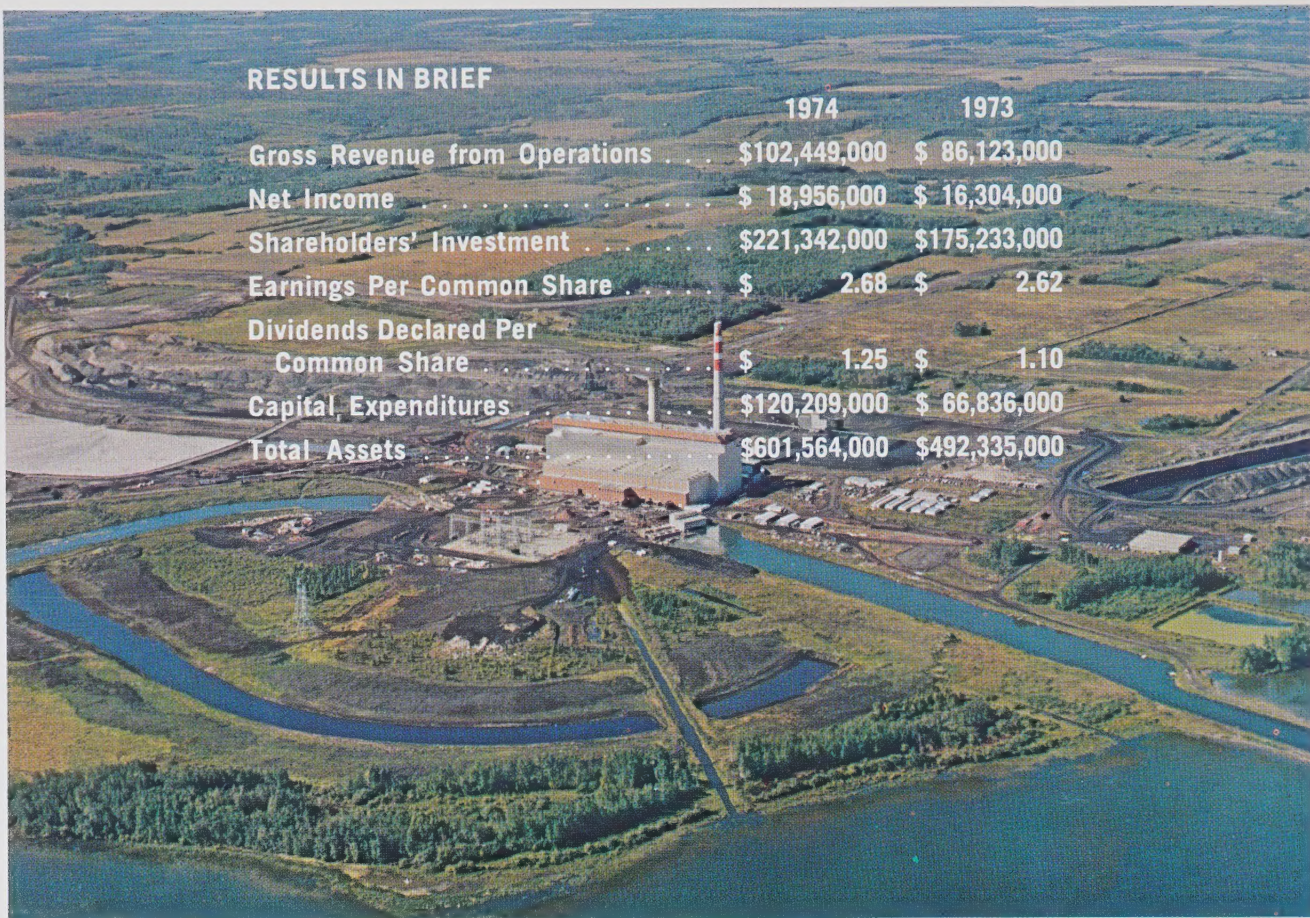 RESULTS IN BRIEF
1974 1973
Gross Revenue from Operations . . . $102,449,000 $ 86,123,000
Net Income . . . . . . . . . . . . . . . . . . . $ 18,956,000 $ 16,304,000
Shareholders' Investment . . . . . . . . $221,342,000 $175,233,000
Earnings Per Common Share . . . . . . $ 2.68 $ 2.62
Dividends Declared Per
Common Share . . . . . . . . . . . . . . $ 1.25 $ 1.10
Capital Expenditures . . . . . . . . . . . $120,209,000 $ 66,836,000
Total Assets . . . . . . . . . . . . . . . . . . $601,564,000 $492,335,000